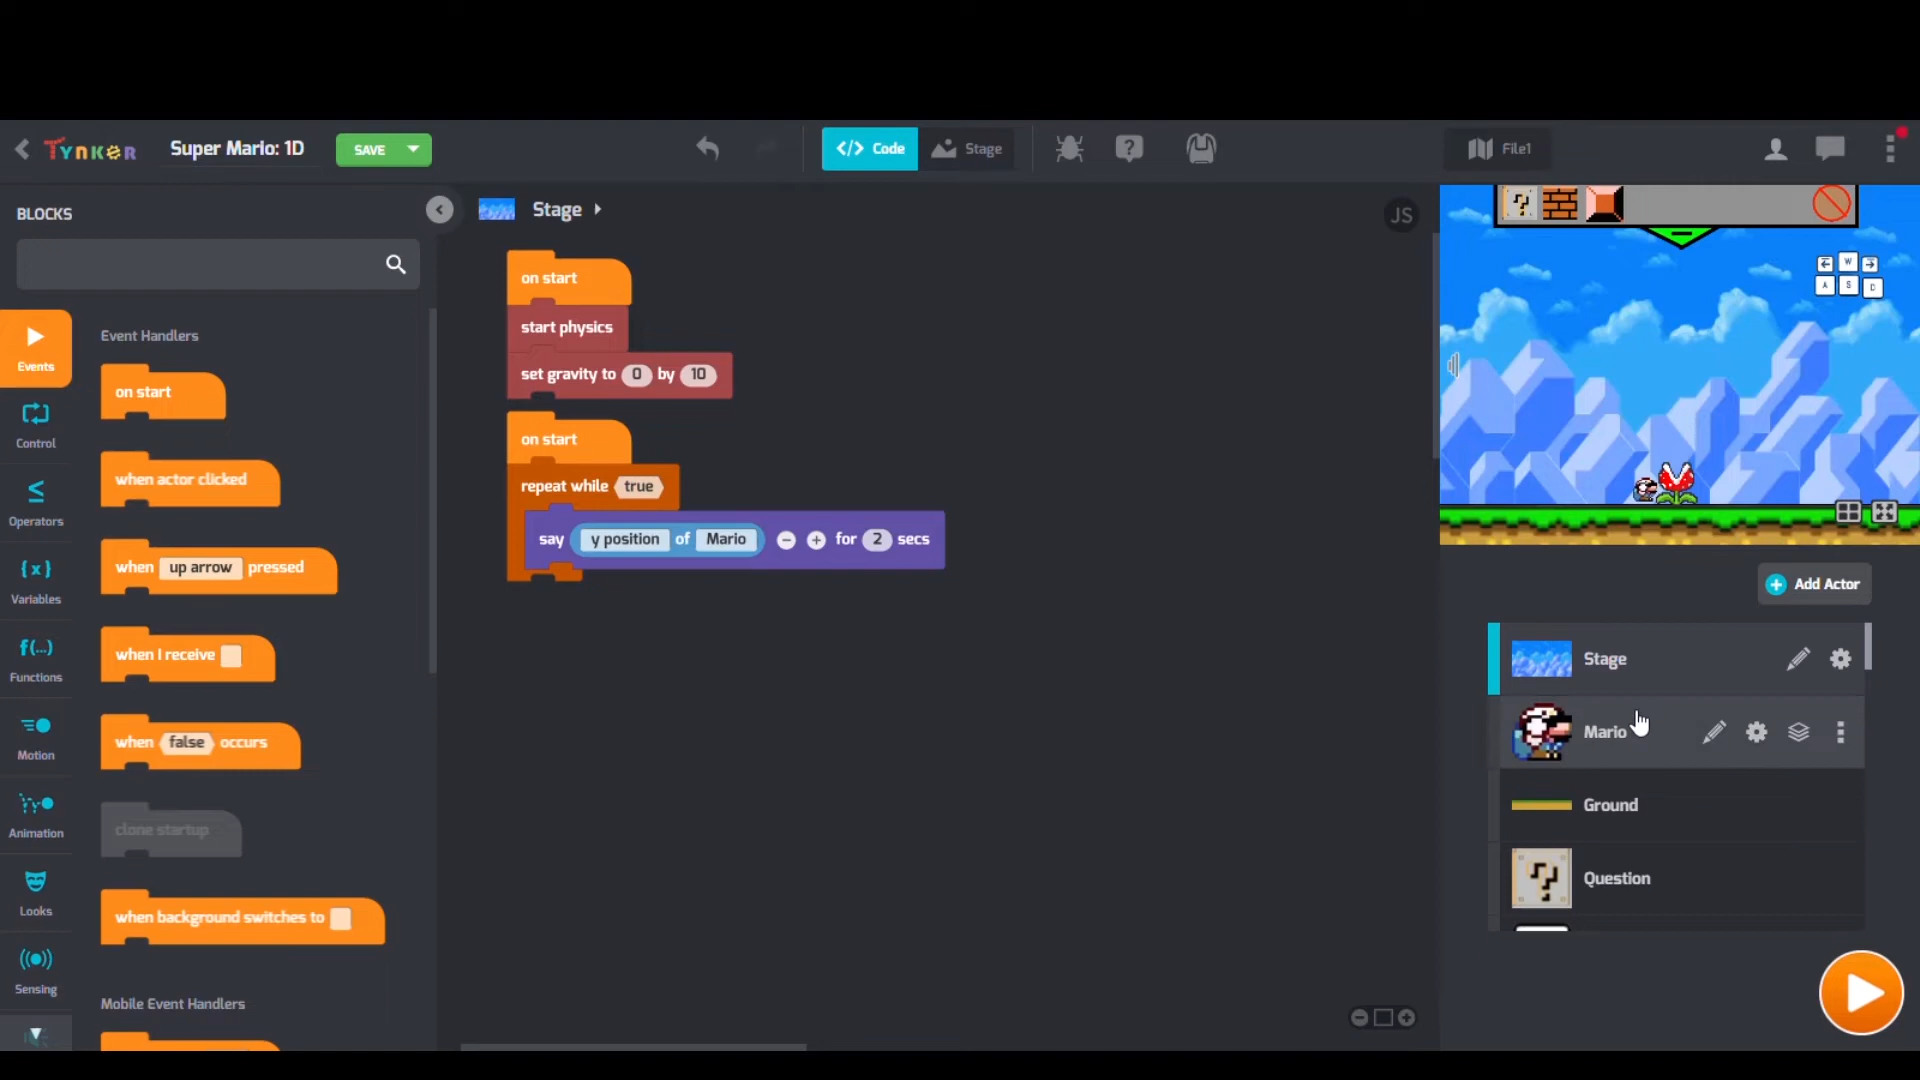 TYNKER
Super Mario: 1D
SAVE
</> Code
Stage
?
File1
BLOCKS
Stage
JS
Events
Control
Operators
{x}
Variables
f(...)
Functions
Motion
Animation
Looks
Sensing
Event Handlers
on start
when actor clicked
when up arrow pressed
when I receive
when false occurs
clone startup
when background switches to
Mobile Event Handlers
on start
start physics
set gravity to 0 by 10
on start
repeat while true
say y position of Mario for 2 secs
?
W
A S D
Add Actor
Stage
Mario
Ground
?
Question